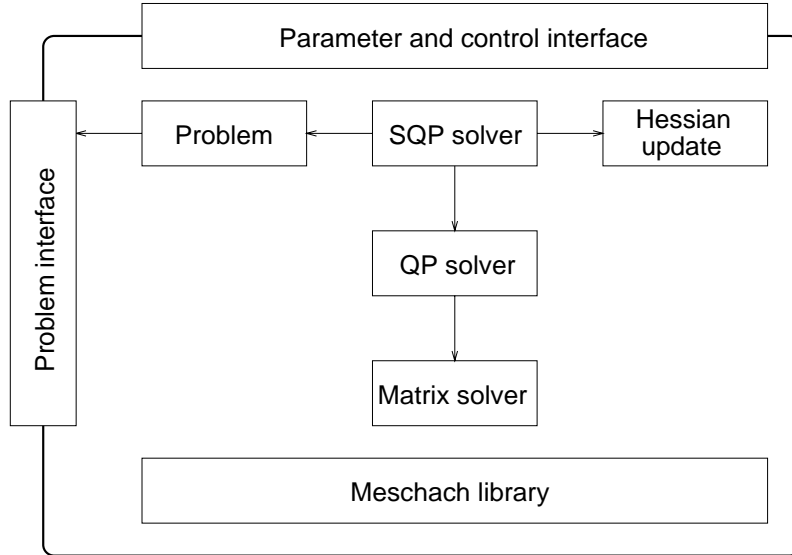 Parameter and control interface
Problem interface
Problem
SQP solver
Hessian
update
QP solver
Matrix solver
Meschach library